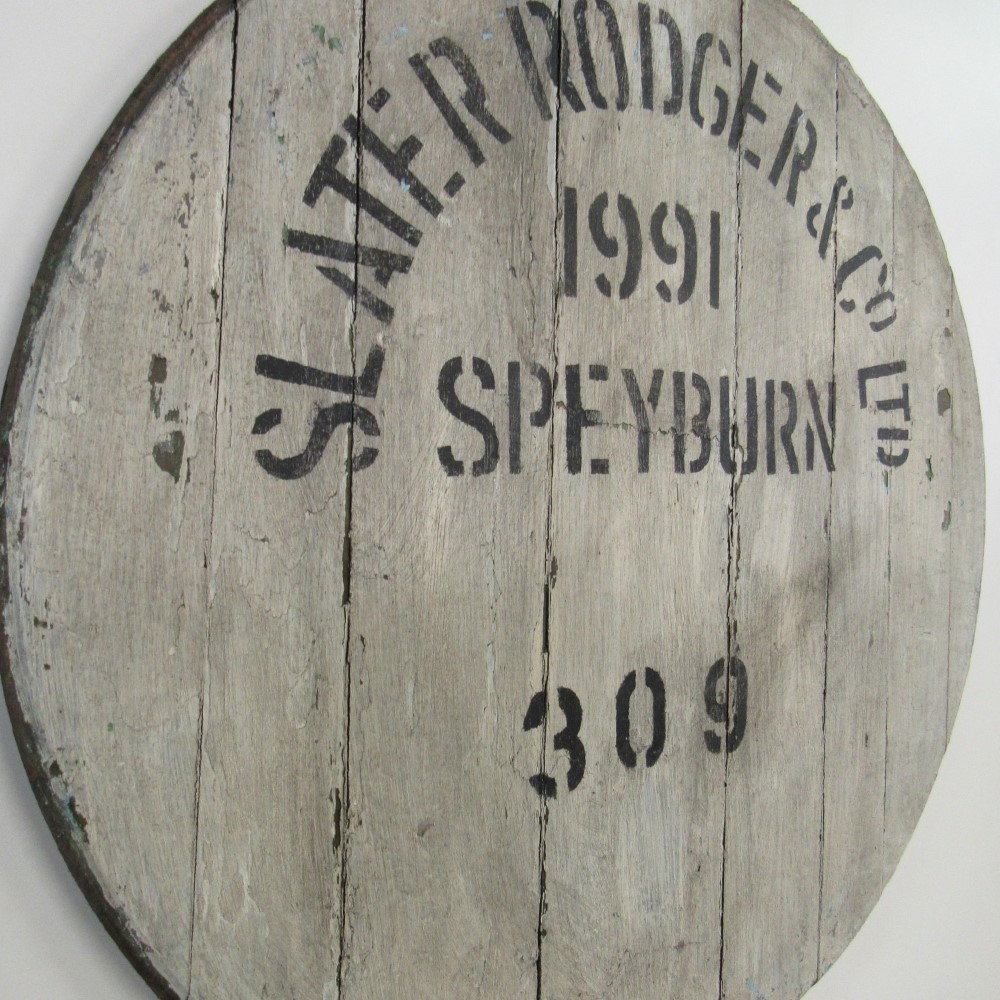 SLATER RODGER & CO LTD
1991
SPEYBURN
309